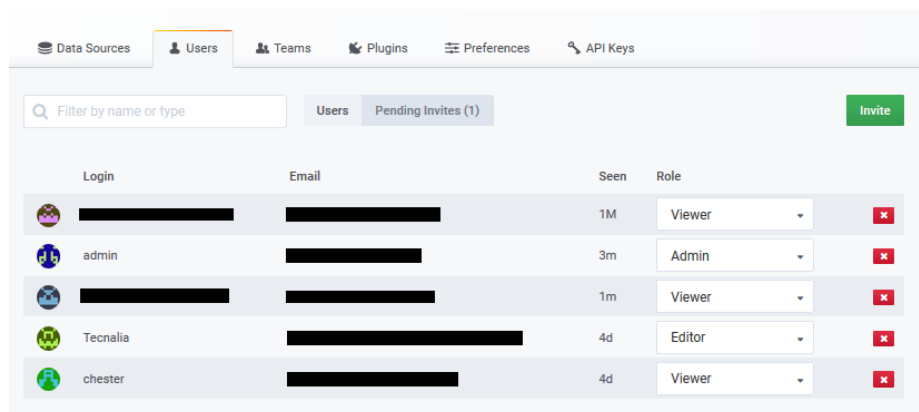 Data Sources Users Teams Plugins Preferences API Keys
Filter by name or type Users Pending Invites (1) Invite
Login Email Seen Role
1M Viewer
admin 3m Admin
1m Viewer
Tecnalia 4d Editor
chester 4d Viewer